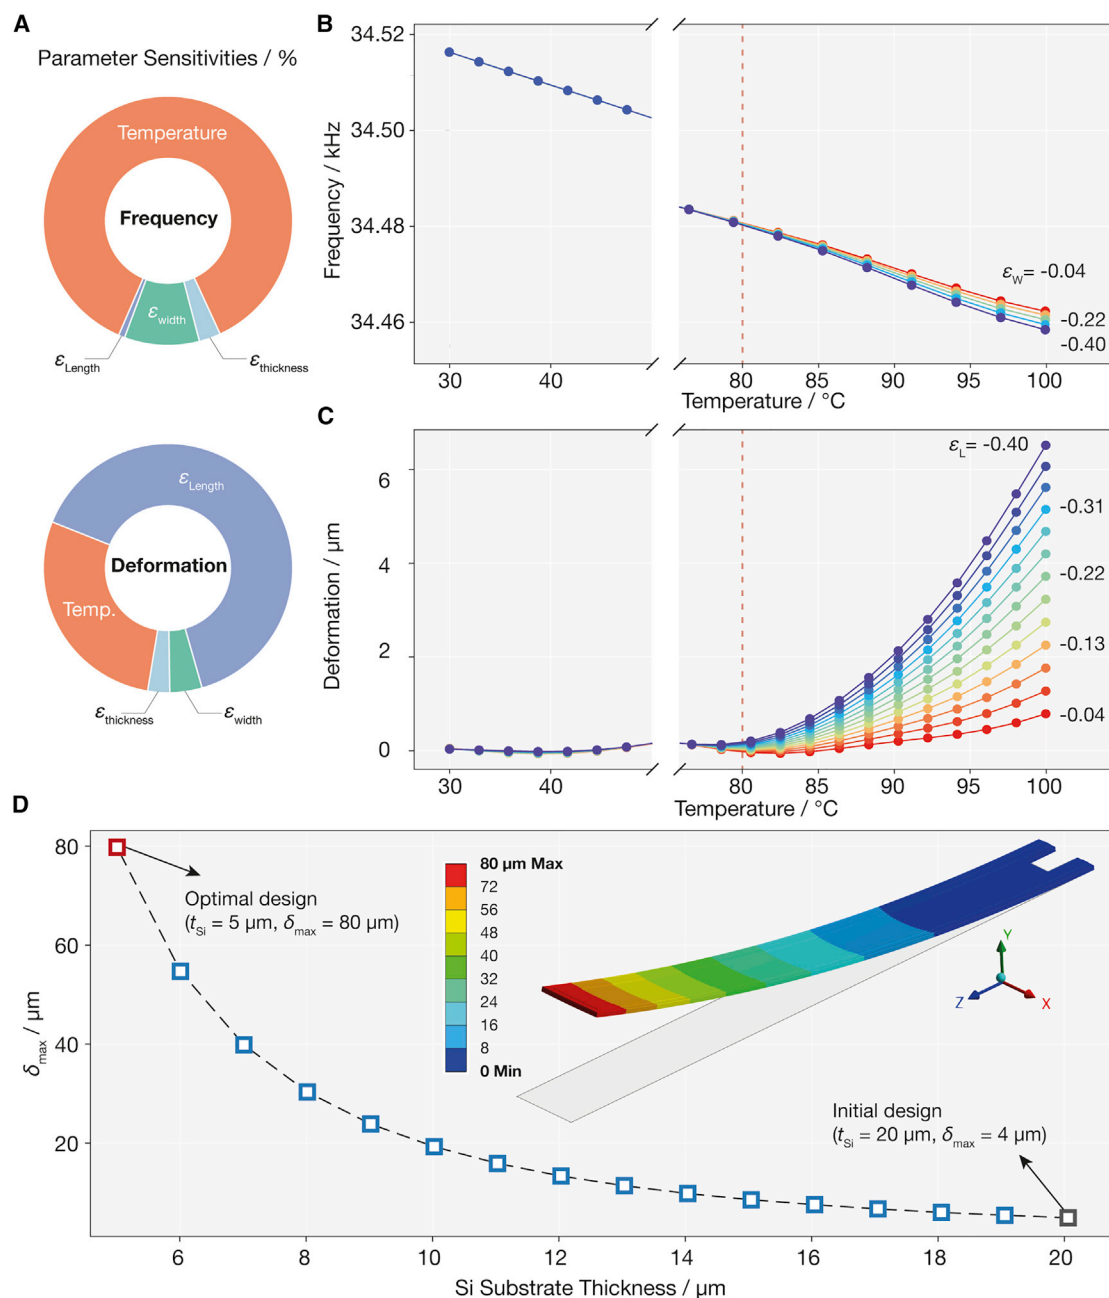 A
Parameter Sensitivities / %
Temperature
Frequency
εwidth
εLength
εthickness
εLength
Deformation
Temp.
εthickness
εwidth
B
34.52
34.50
34.48
34.46
Frequency / kHz
εW= -0.04
-0.22
-0.40
30
40
80
85
90
95
100
Temperature / °C
C
6
4
2
0
Deformation / µm
εL= -0.40
-0.31
-0.22
-0.13
-0.04
30
40
80
85
90
95
100
Temperature / °C
D
80
60
40
20
δmax / µm
Optimal design
(tSi = 5 µm, δmax = 80 µm)
80 µm Max
72
56
48
40
32
24
16
8
0 Min
Y
Z
X
Initial design
(tSi = 20 µm, δmax = 4 µm)
6
8
10
12
14
16
18
20
Si Substrate Thickness / µm